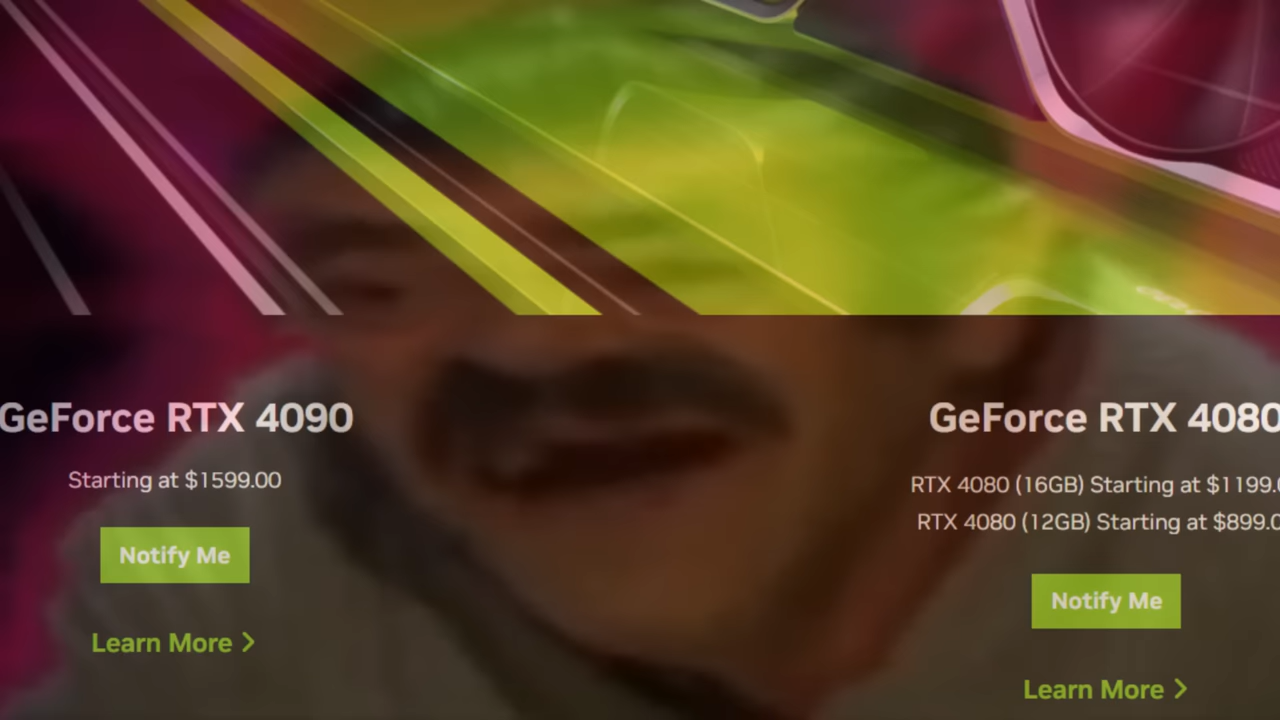 GeForce RTX 4090
Starting at $1599.00
Notify Me
Learn More >
GeForce RTX 4080
RTX 4080 (16GB) Starting at $1199.0
RTX 4080 (12GB) Starting at $899.0
Notify Me
Learn More >